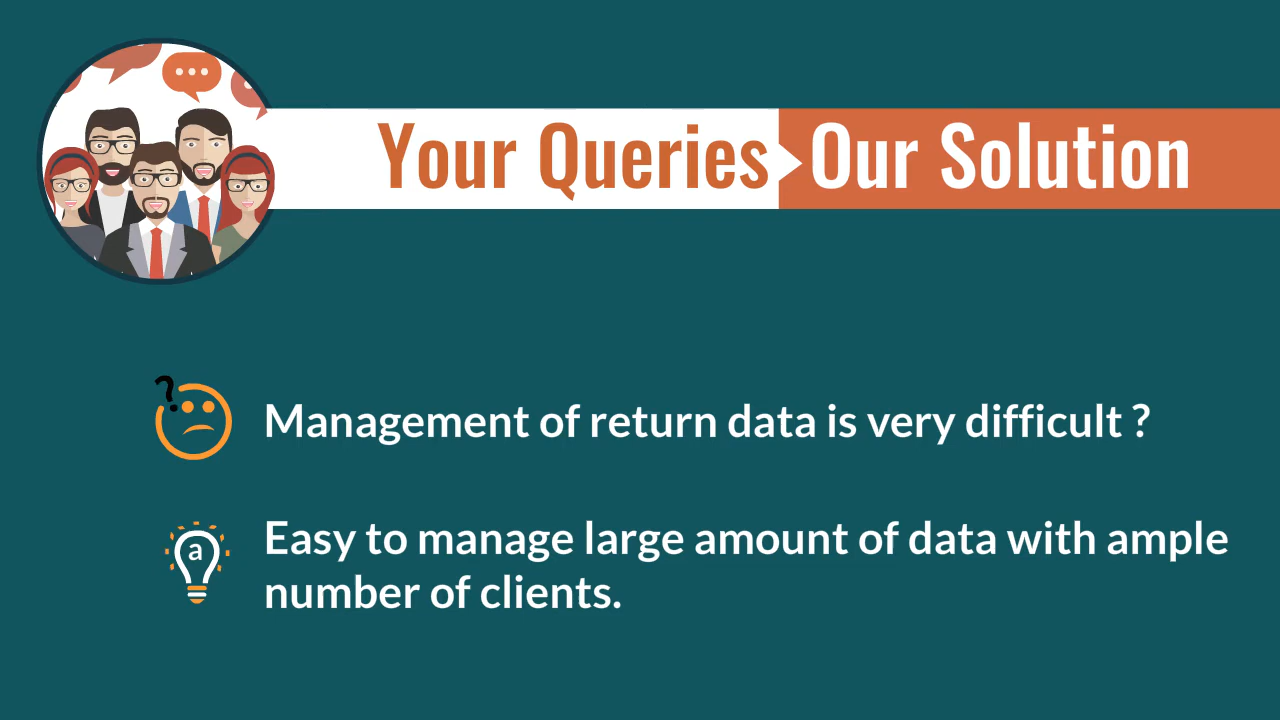 Your Queries Our Solution
? Management of return data is very difficult ?
a Easy to manage large amount of data with ample
number of clients.